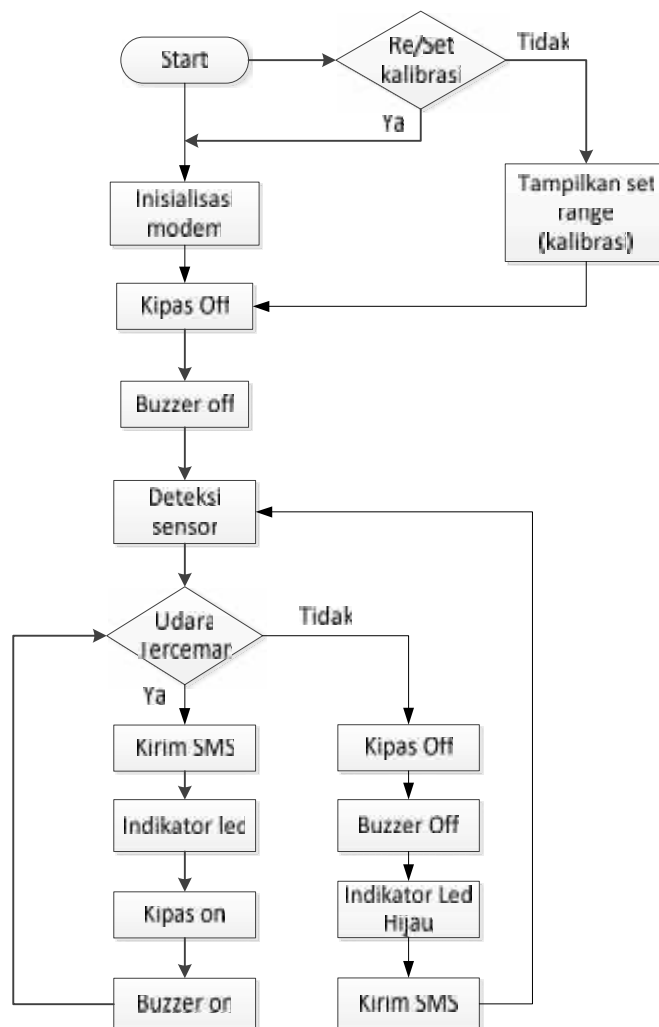 Start
Re/Set
kalibrasi
Tidak
Ya
Inisialisasi
modem
Tampilkan set
range
(kalibrasi)
Kipas Off
Buzzer off
Deteksi
sensor
Udara
Tercemar
Tidak
Ya
Kirim SMS
Indikator led
Kipas on
Buzzer on
Kipas Off
Buzzer Off
Indikator Led
Hijau
Kirim SMS